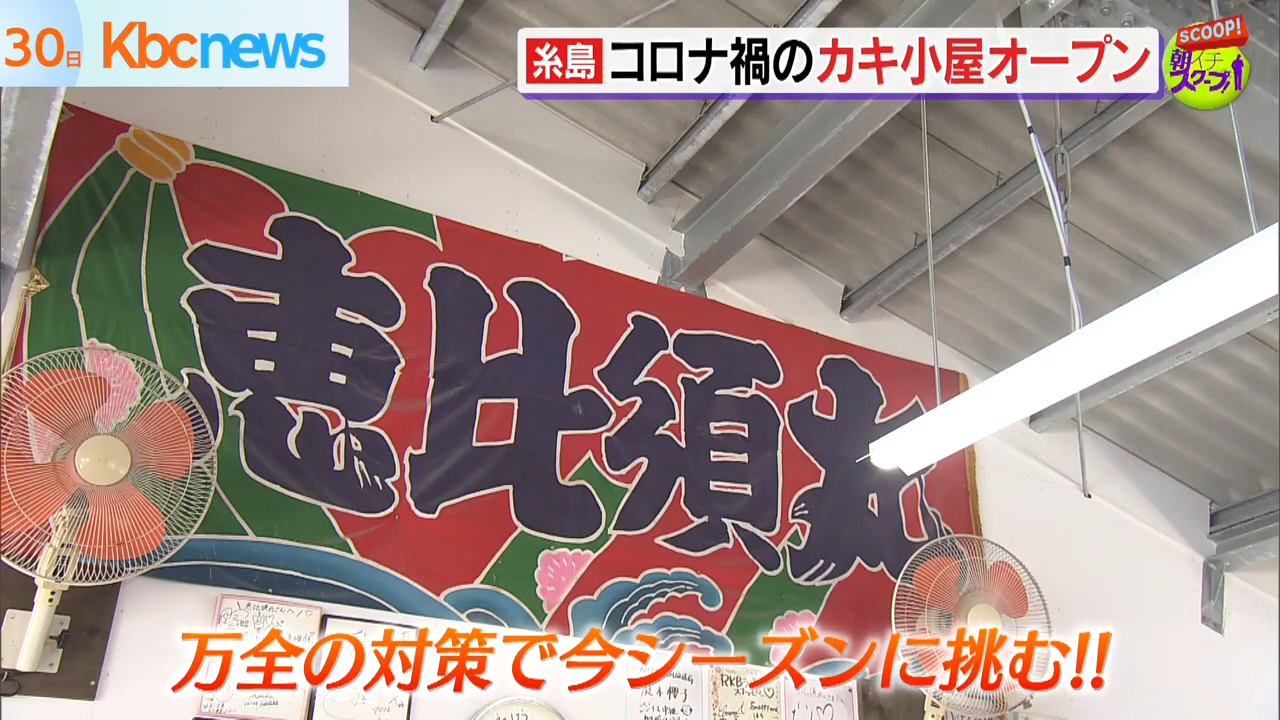 30日 Kbcnews
糸島 コロナ禍のカキ小屋オープン
SCOOP!
朝イチ
スクープ!
恵比須丸
RKB
万全の対策で今シーズンに挑む!!